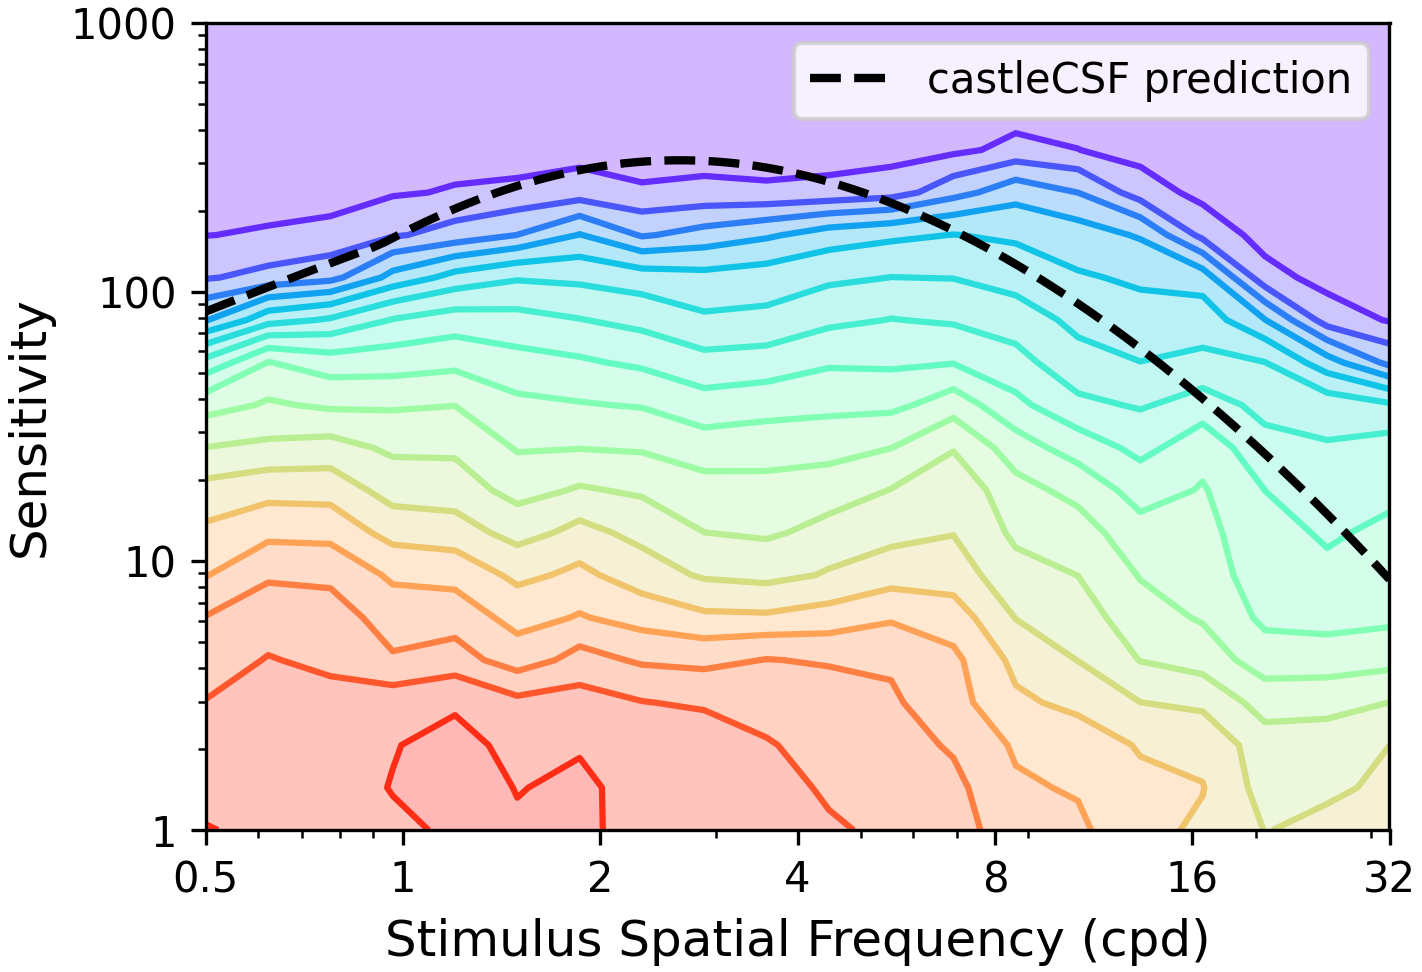 1000
100
10
1
Sensitivity
castleCSF prediction
0.5 1 2 4 8 16 32
Stimulus Spatial Frequency (cpd)